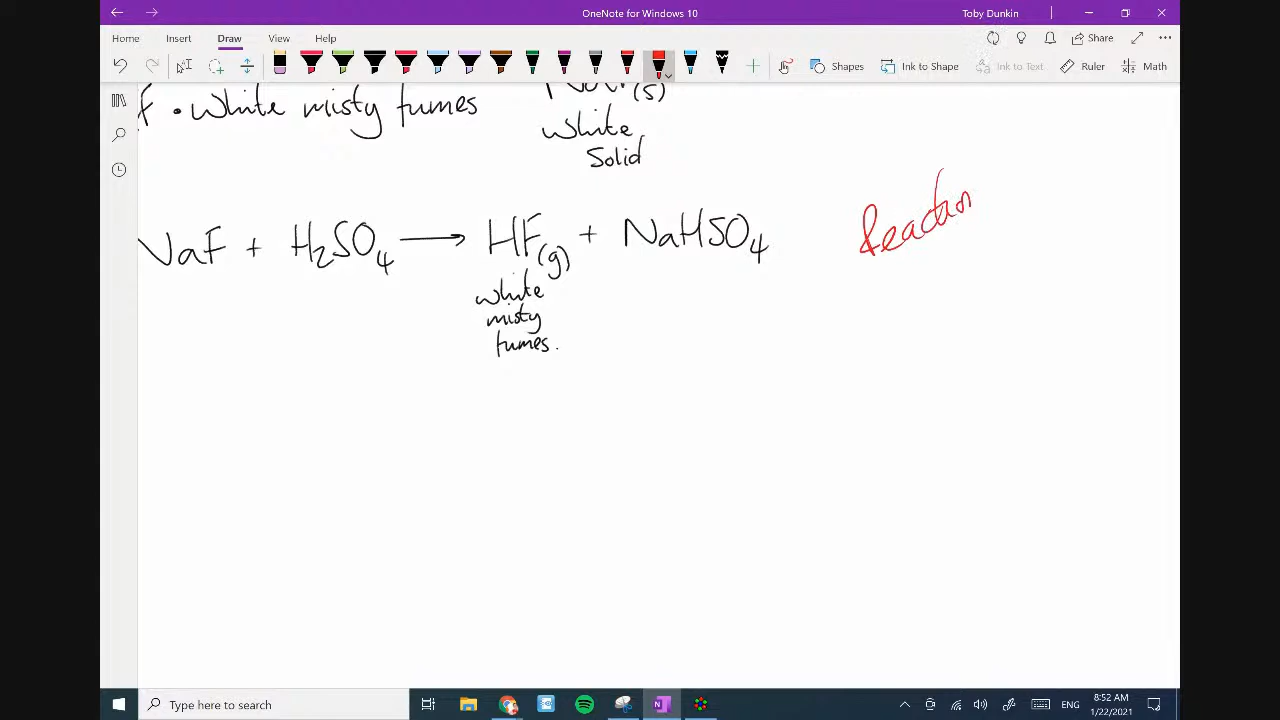 OneNote for Windows 10
Toby Dunkin
Home Insert Draw View Help
Share
Shapes Ink to Shape Ink to Text Ruler Math
F • White misty fumes
(s)
White
Solid
NaF + H₂SO₄ → HF(g) + NaHSO₄
Reaction
white
misty
fumes.
Type here to search
ENG
8:52 AM
1/22/2021